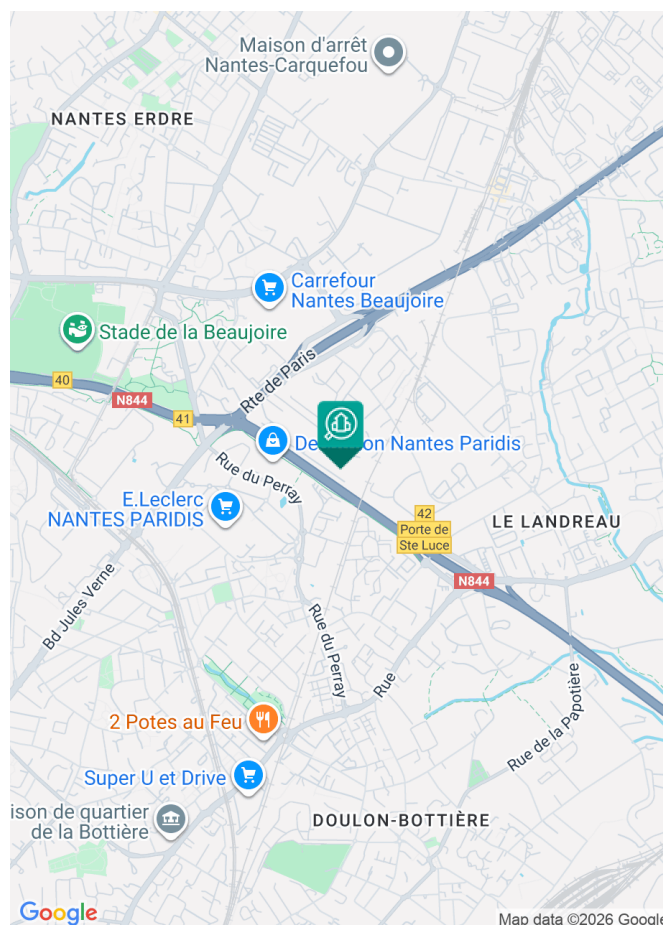 Maison d'arrêt
Nantes-Carquefou
NANTES ERDRE
Carrefour
Nantes Beaujoire
Stade de la Beaujoire
Rte de Paris
40
N844
41
Nantes Paridis
Rue du Perray
E.Leclerc
NANTES PARIDIS
42
Porte de
Ste Luce
LE LANDREAU
N844
Bd Jules Verne
Rue du Perray
Rue
Rue de la Papotière
2 Potes au Feu
Super U et Drive
ison de quartier
de la Bottière
DOULON-BOTTIÈRE
Google
Map data ©2026 Google